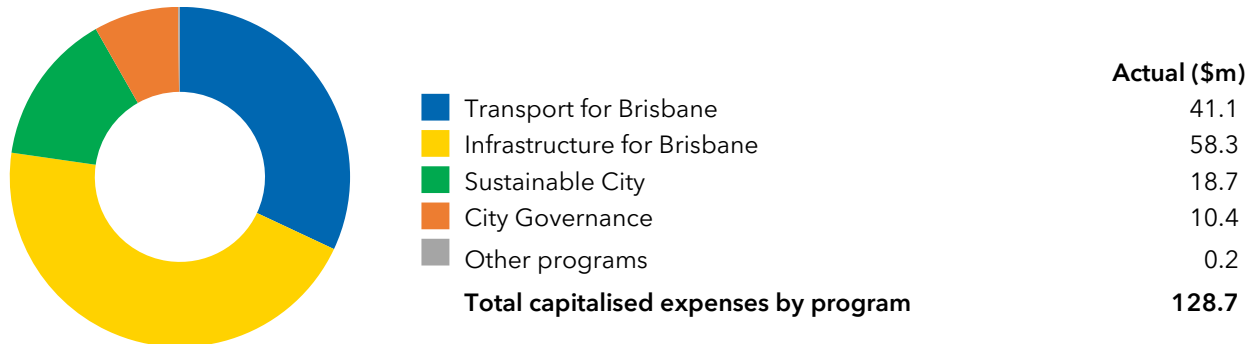 Actual ($m)
Transport for Brisbane 41.1
Infrastructure for Brisbane 58.3
Sustainable City 18.7
City Governance 10.4
Other programs 0.2
Total capitalised expenses by program 128.7